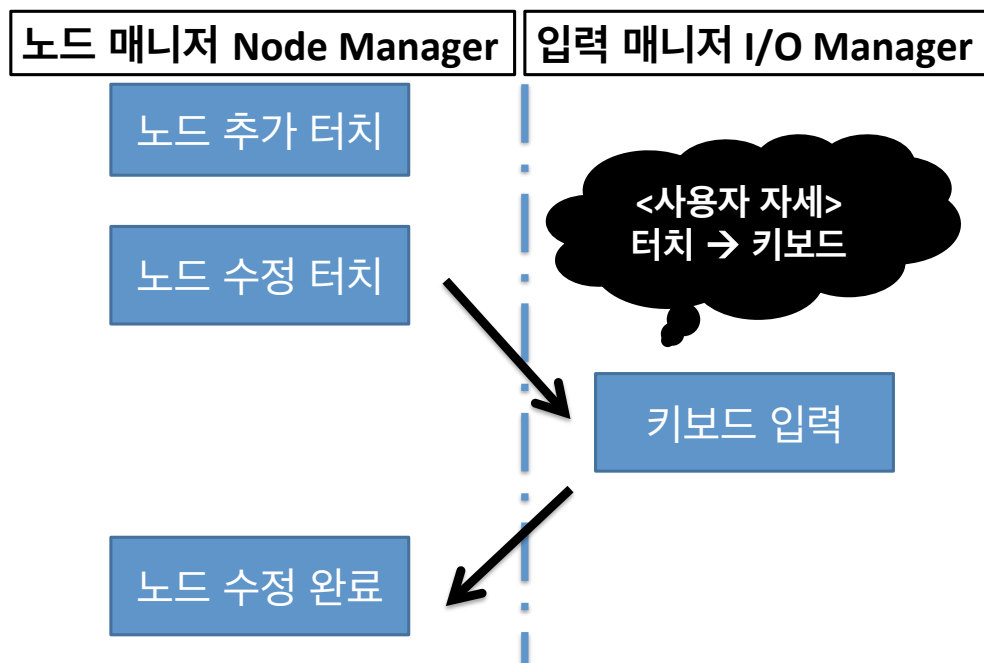 노드 매니저 Node Manager
입력 매니저 I/O Manager
노드 추가 터치
<사용자 자세>
터치 → 키보드
노드 수정 터치
키보드 입력
노드 수정 완료